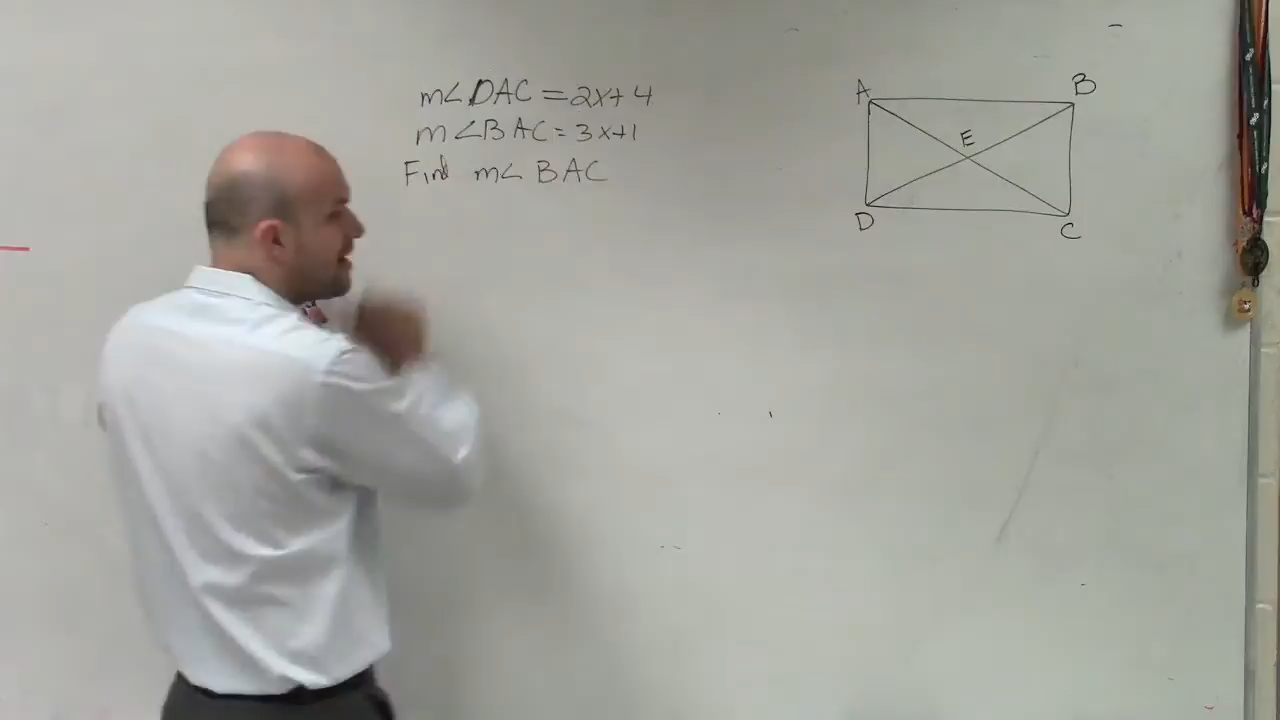 m∠DAC = 2x+4
m∠BAC = 3x+1
Find m∠BAC
A B
E
D C